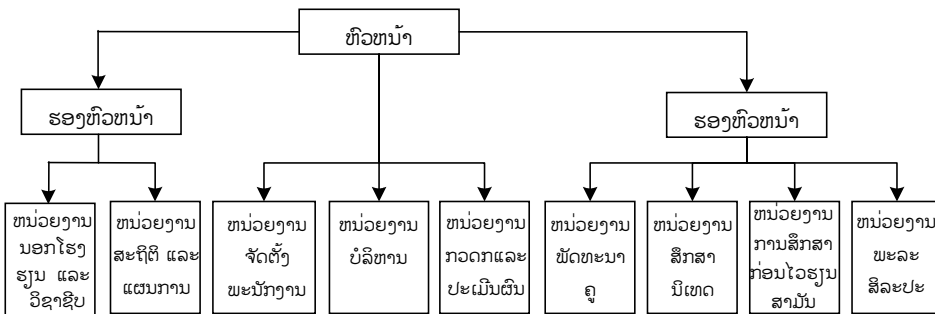 ຫົວຫນ້າ
ຮອງຫົວຫນ້າ
ຮອງຫົວຫນ້າ
ຫນ່ວຍງານ
ນອກໂຮງ
ຮຽນ ແລະ
ວິຊາຊີບ
ຫນ່ວຍງານ
ສະຖິຕິ ແລະ
ແຜນການ
ຫນ່ວຍງານ
ຈັດຕັ້ງ
ພະນັກງານ
ຫນ່ວຍງານ
ບໍລິຫານ
ຫນ່ວຍງານ
ກວດກແລະ
ປະເມີນຜົນ
ຫນ່ວຍງານ
ພັດທະນາ
ຄູ
ຫນ່ວຍງານ
ສຶກສາ
ນິເທດ
ຫນ່ວຍງານ
ການສຶກສາ
ກ່ອນໄວຮຽນ
ສາມັນ
ຫນ່ວຍງານ
ພະລະ
ສິລະປະ